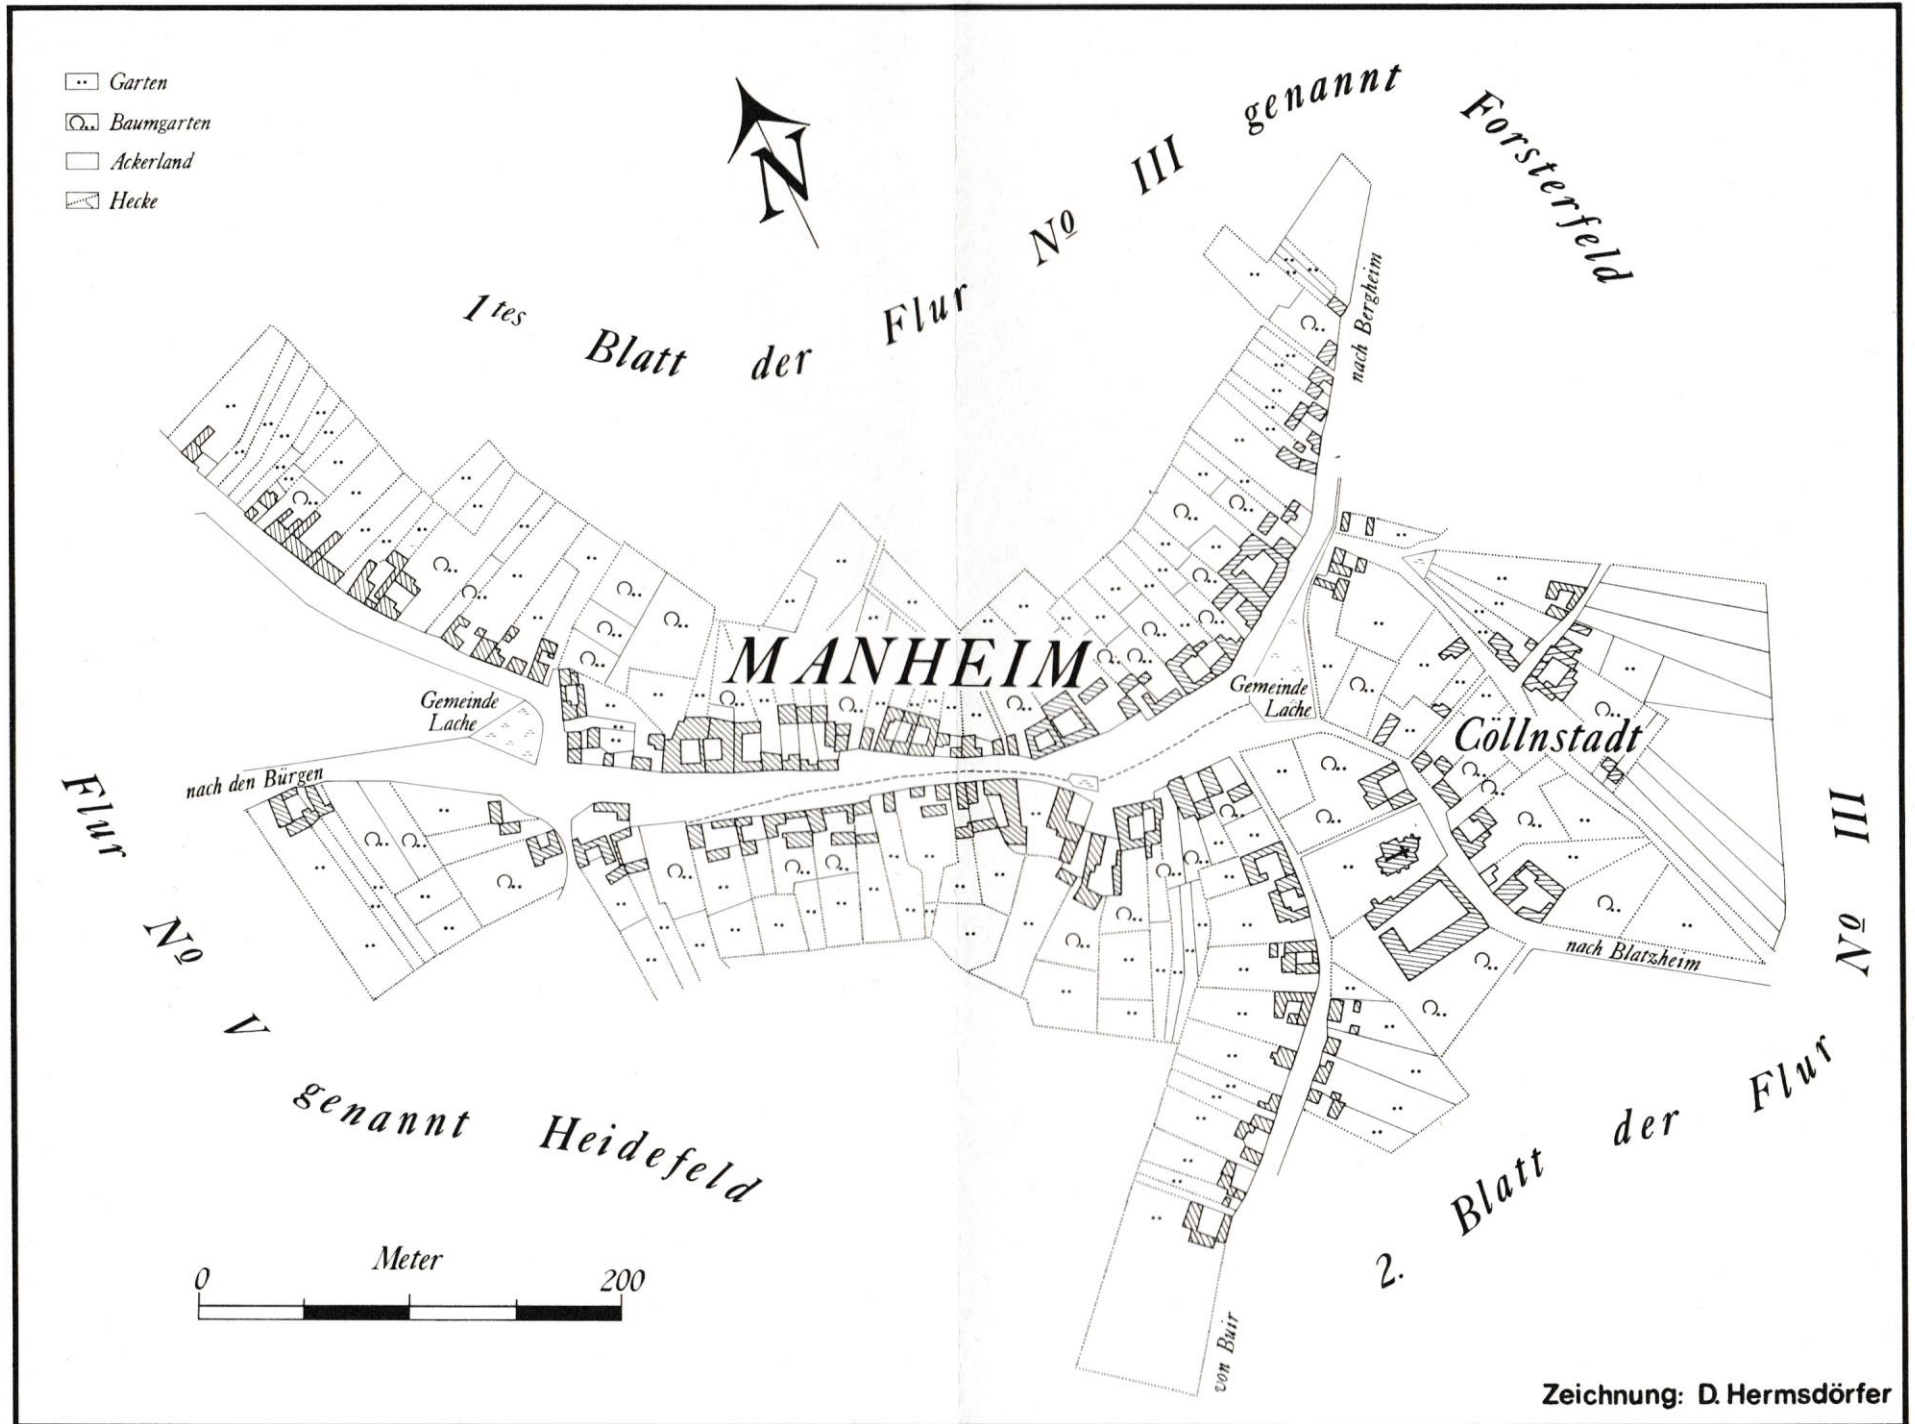 Garten
Baumgarten
Ackerland
Hecke
N
1tes Blatt der Flur Nº III genannt Forsterfeld
nach Bergheim
MANHEIM
Gemeinde
Lache
Gemeinde
Lache
Cöllnstadt
nach den Bürgen
nach Blatzheim
von Buir
Flur Nº V genannt Heidefeld
2. Blatt der Flur Nº III
Meter
0 200
Zeichnung: D. Hermsdörfer